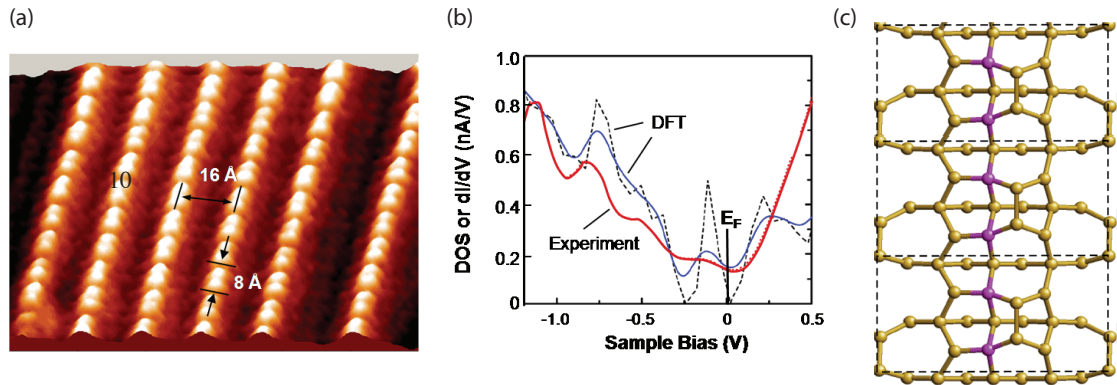 (a)
10
16 Å
8 Å
(b)
DOS or dI/dV (nA/V)
1.0
0.8
0.6
0.4
0.2
0
DFT
Experiment
E_F
-1.0
-0.5
0
0.5
Sample Bias (V)
(c)